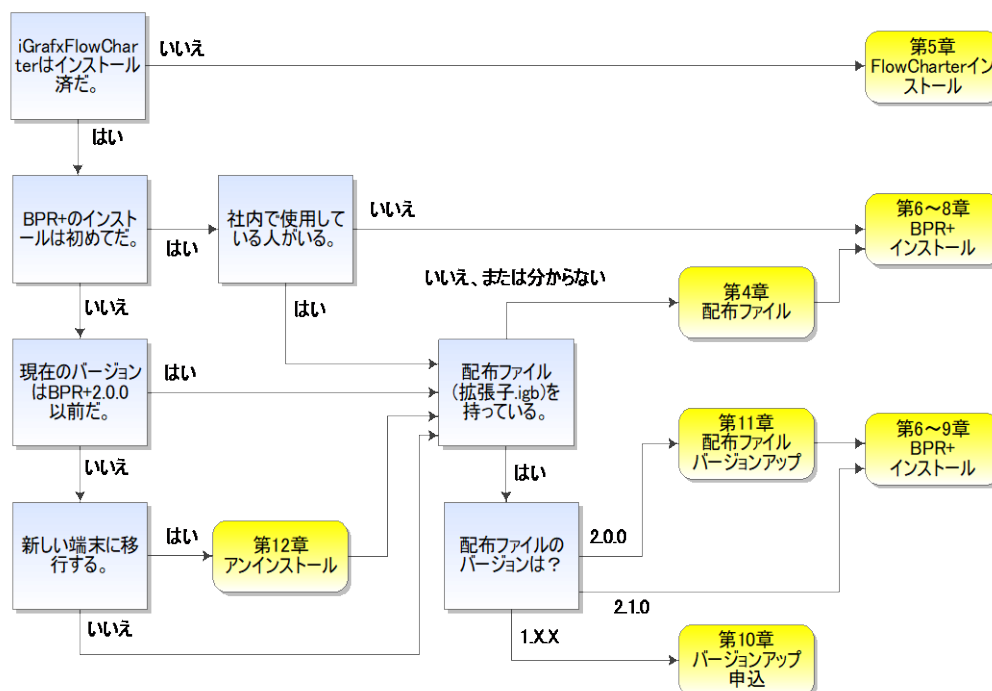 iGrafxFlowChar
terはインストール
済だ。
いいえ
第5章
FlowCharterイン
ストール
はい
BPR+のインスト
ールは初めてだ。
はい
社内で使用して
いる人がいる。
いいえ
第6～8章
BPR+
インストール
いいえ、または分からない
第4章
配布ファイル
いいえ
はい
現在のバージョン
はBPR+2.0.0
以前だ。
はい
配布ファイル
(拡張子.igb)を
持っている。
第11章
配布ファイル
バージョンアップ
第6～9章
BPR+
インストール
いいえ
はい
新しい端末に移
行する。
はい
第12章
アンインストール
配布ファイルの
バージョンは？
2.0.0
2.1.0
いいえ
1.X.X
第10章
バージョンアップ
申込